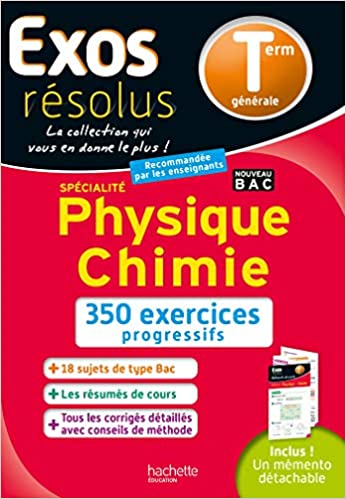 Exos
résolus
La collection qui
vous en donne le plus !
Term
générale
Recommandée
par les enseignants
SPÉCIALITÉ
NOUVEAU
BAC
Physique
Chimie
350 exercices
progressifs
+ 18 sujets de type Bac
+ Les résumés de cours
+ Tous les corrigés détaillés
avec conseils de méthode
Exos
Inclus !
Un mémento
détachable
hachette
ÉDUCATION